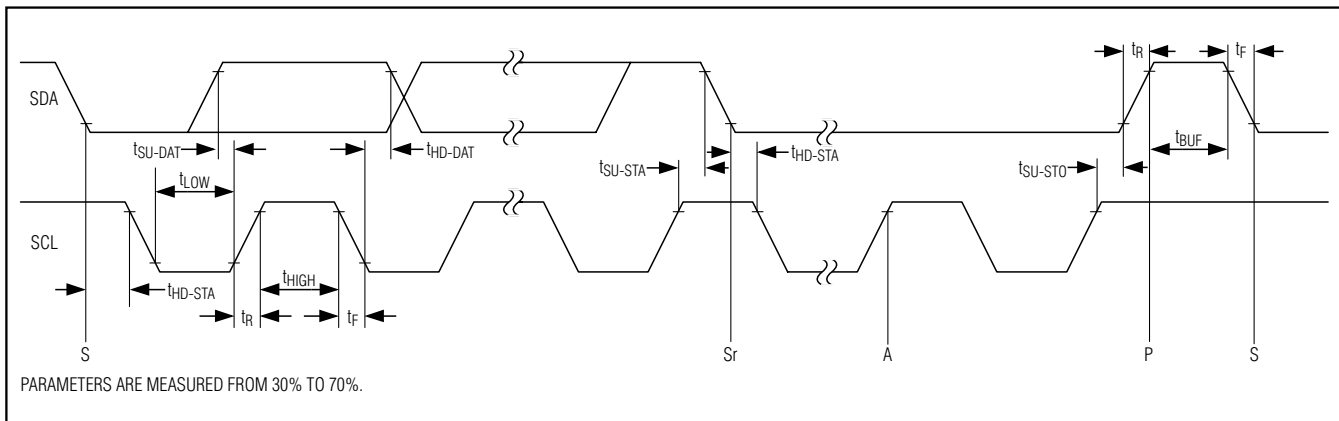 tR
tF
SDA
tSU-DAT
tHD-DAT
tBUF
tSU-STA
tHD-STA
tSU-STO
tLOW
SCL
tHD-STA
tHIGH
tR
tF
S
Sr
A
P
S
PARAMETERS ARE MEASURED FROM 30% TO 70%.